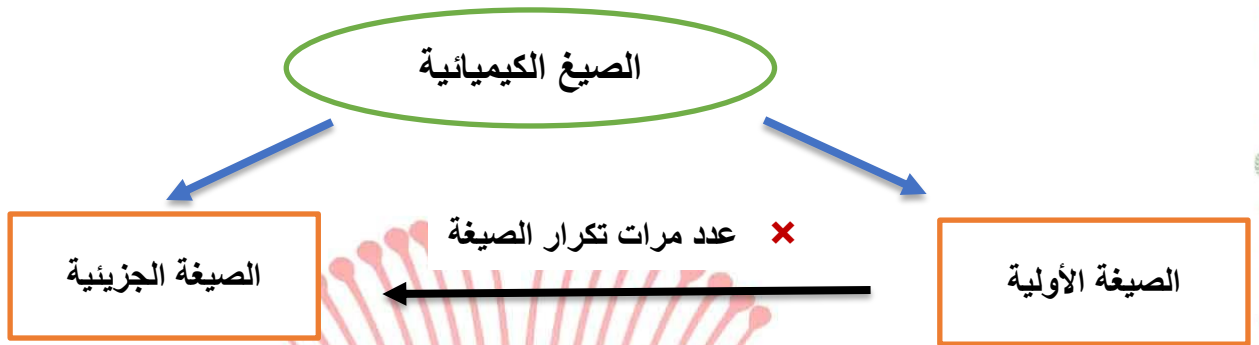 الصيغ الكيميائية
الصيغة الأولية
× عدد مرات تكرار الصيغة
الصيغة الجزيئية